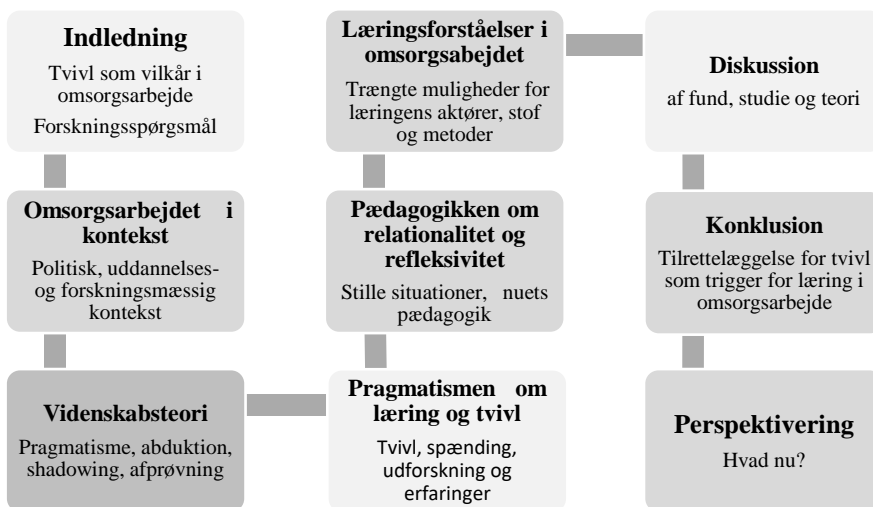 Indledning
Tvivl som vilkår i
omsorgsarbejde
Forskningsspørgsmål
Omsorgsarbejdet i
kontekst
Politisk, uddannelses-
og forskningsmæssig
kontekst
Videnskabsteori
Pragmatisme, abduktion,
shadowing, afprøvning
Pragmatismen om
læring og tvivl
Tvivl, spænding,
udforskning og
erfaringer
Pædagogikken om
relationalitet og
refleksivitet
Stille situationer, nuets
pædagogik
Læringsforståelser i
omsorgsabejdet
Trængte muligheder for
læringens aktører, stof
og metoder
Diskussion
af fund, studie og teori
Konklusion
Tilrettelæggelse for tvivl
som trigger for læring i
omsorgsarbejde
Perspektivering
Hvad nu?